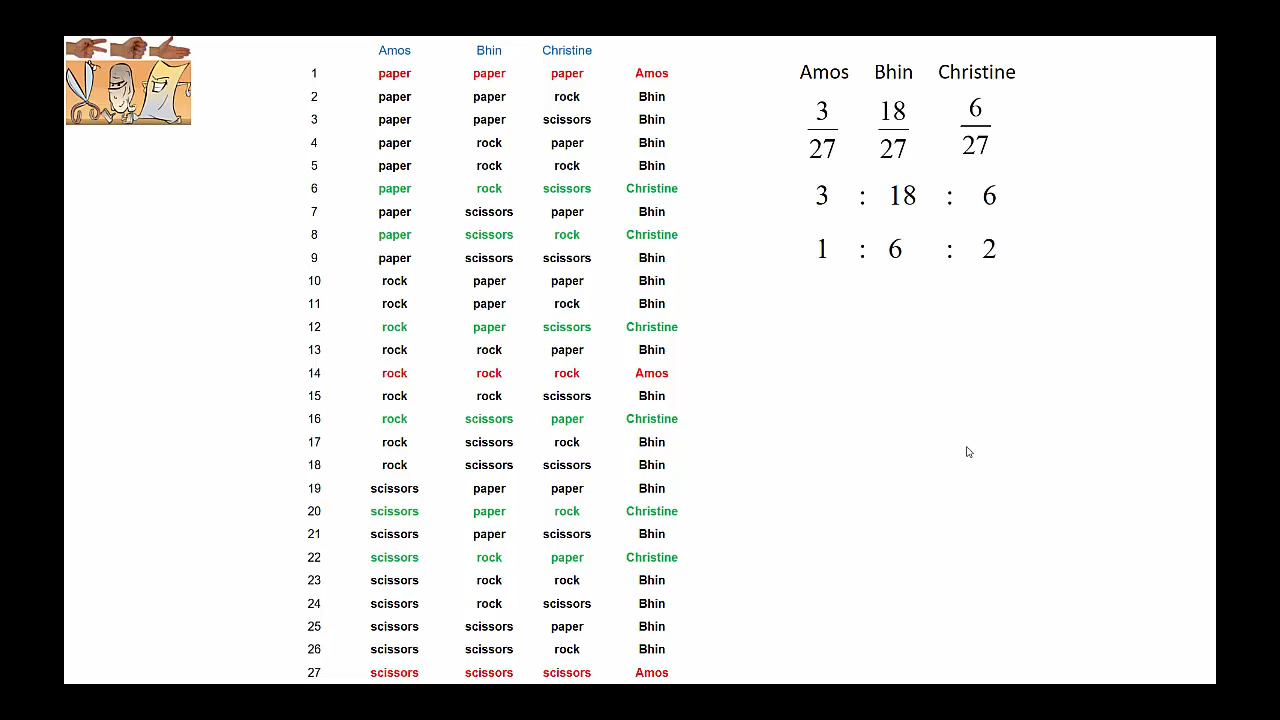 Amos Bhin Christine
1 paper paper paper Amos
2 paper paper rock Bhin
3 paper paper scissors Bhin
4 paper rock paper Bhin
5 paper rock rock Bhin
6 paper rock scissors Christine
7 paper scissors paper Bhin
8 paper scissors rock Christine
9 paper scissors scissors Bhin
10 rock paper paper Bhin
11 rock paper rock Bhin
12 rock paper scissors Christine
13 rock rock paper Bhin
14 rock rock rock Amos
15 rock rock scissors Bhin
16 rock scissors paper Christine
17 rock scissors rock Bhin
18 rock scissors scissors Bhin
19 scissors paper paper Bhin
20 scissors paper rock Christine
21 scissors paper scissors Bhin
22 scissors rock paper Christine
23 scissors rock rock Bhin
24 scissors rock scissors Bhin
25 scissors scissors paper Bhin
26 scissors scissors rock Bhin
27 scissors scissors scissors Amos
Amos Bhin Christine
3 18 6
27 27 27
3 : 18 : 6
1 : 6 : 2